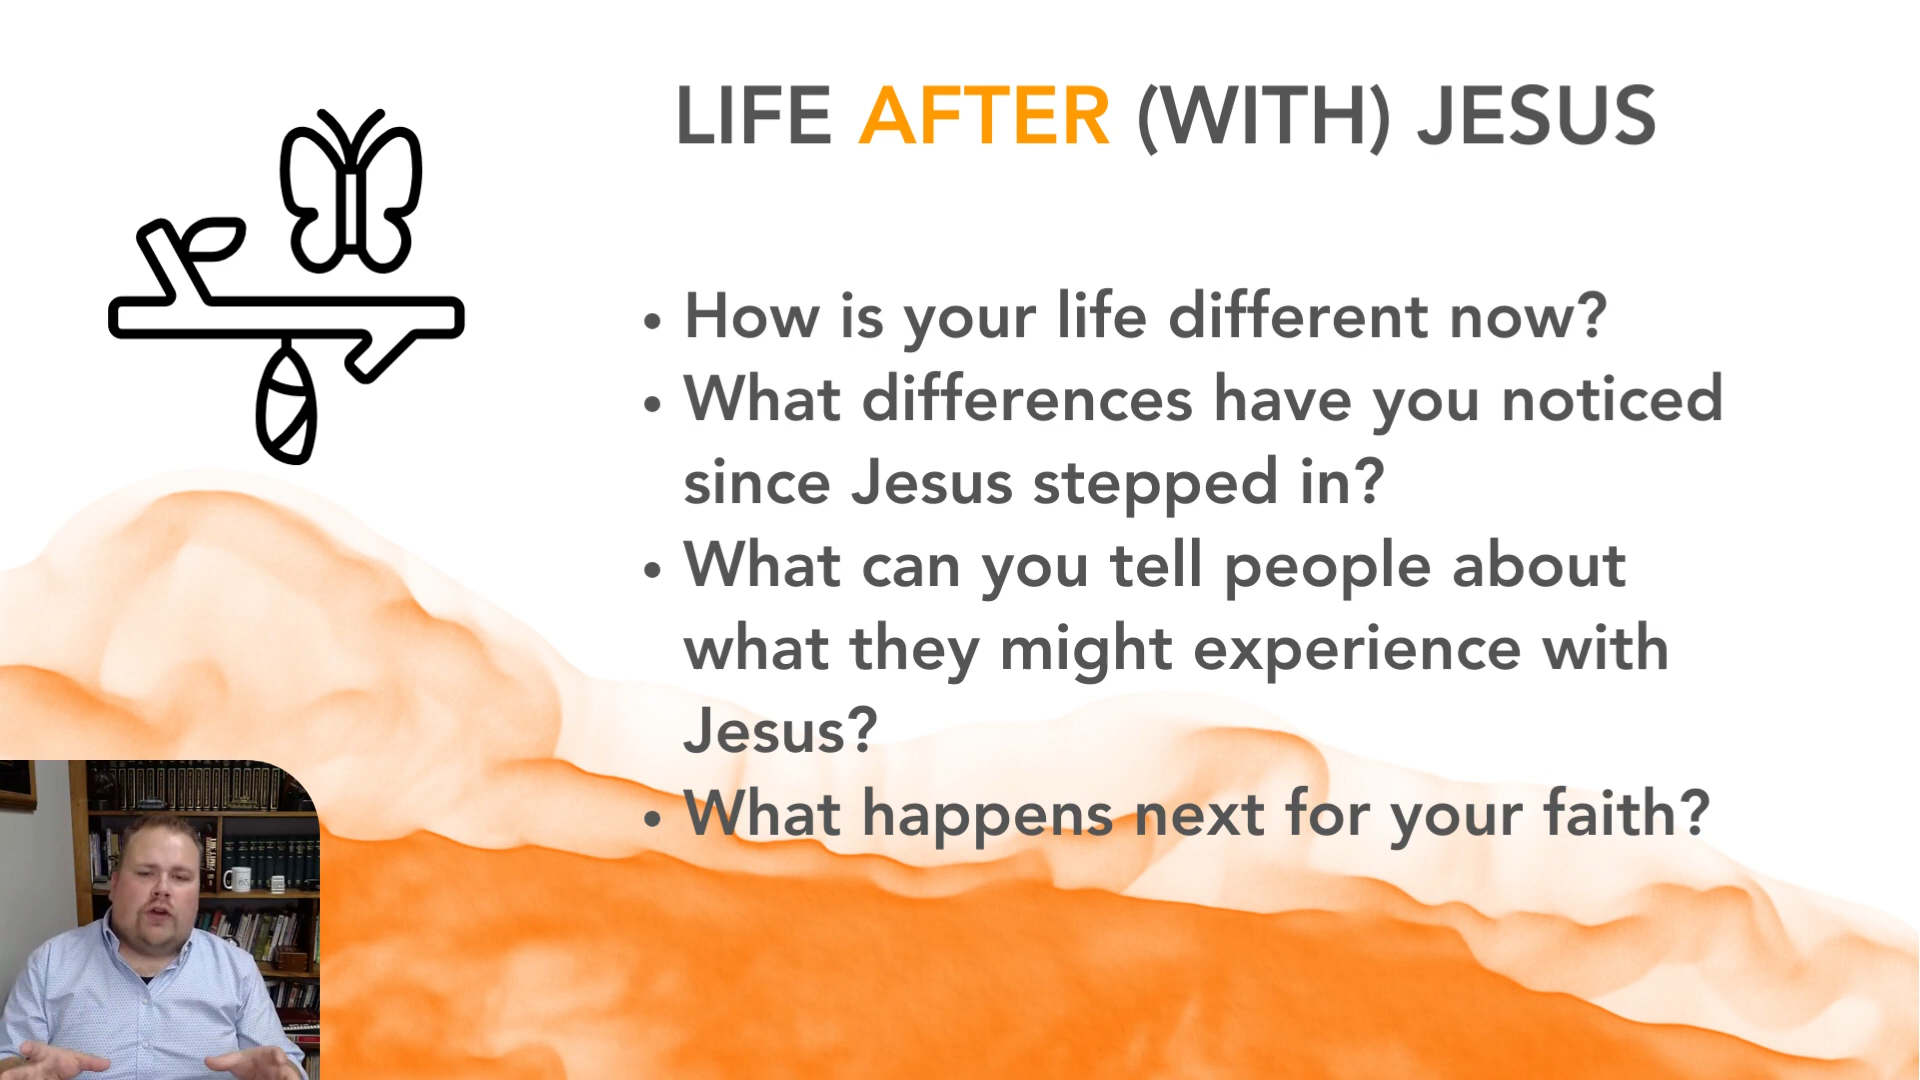 LIFE AFTER (WITH) JESUS
• How is your life different now?
• What differences have you noticed
since Jesus stepped in?
• What can you tell people about
what they might experience with
Jesus?
• What happens next for your faith?